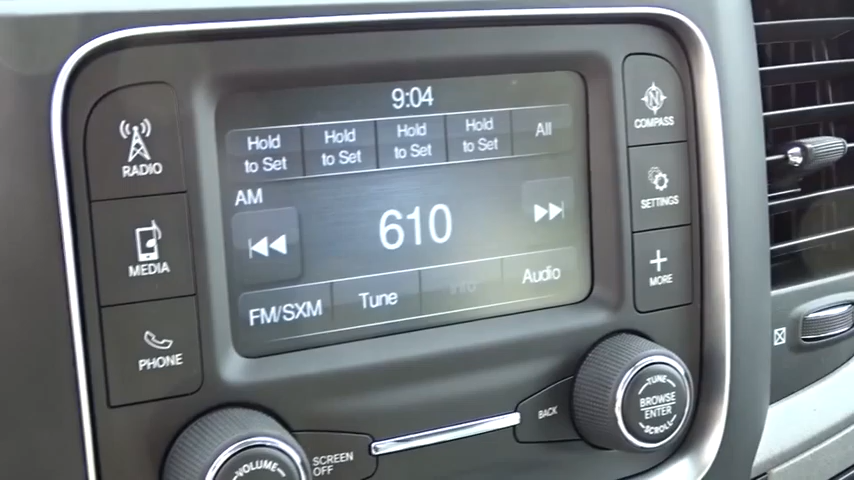 9:04
Hold
to Set
Hold
to Set
Hold
to Set
Hold
to Set
All
AM
610
FM/SXM
Tune
Info
Audio
RADIO
MEDIA
PHONE
N
COMPASS
SETTINGS
MORE
VOLUME
SCREEN
OFF
BACK
TUNE
BROWSE
ENTER
SCROLL